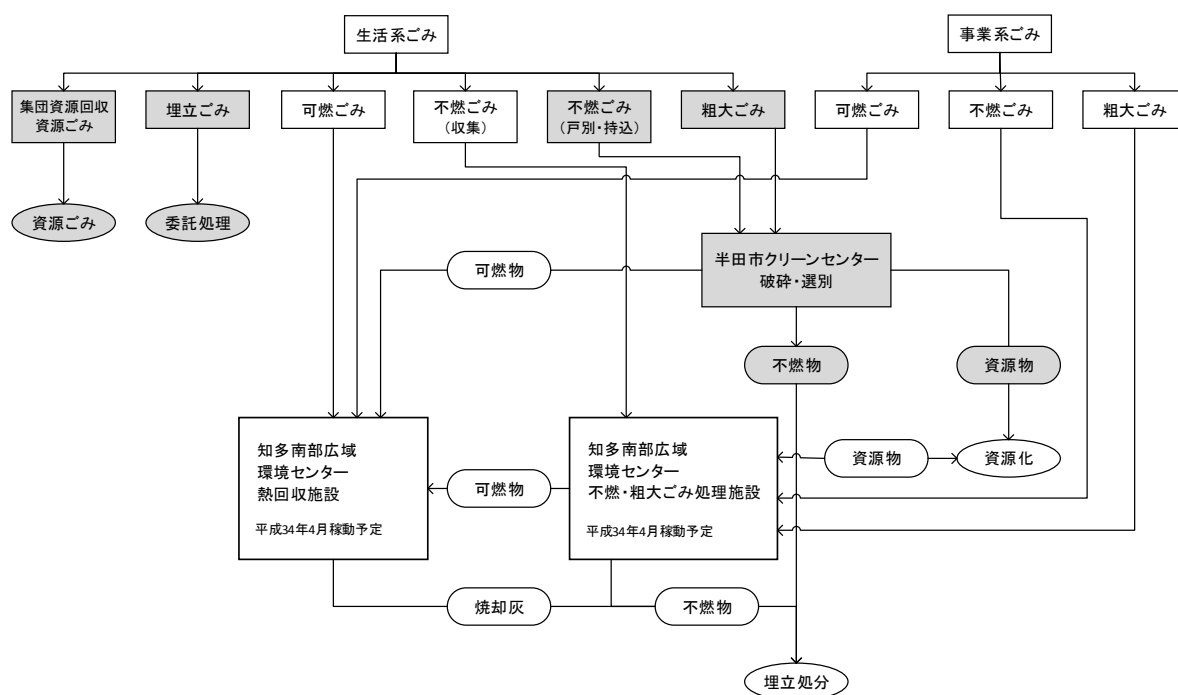 生活系ごみ
事業系ごみ
集団資源回収
資源ごみ
埋立ごみ
可燃ごみ
不燃ごみ
(収集)
不燃ごみ
(戸別・持込)
粗大ごみ
可燃ごみ
不燃ごみ
粗大ごみ
資源ごみ
委託処理
可燃物
半田市クリーンセンター
破砕・選別
不燃物
資源物
知多南部広域
環境センター
熱回収施設
平成34年4月稼動予定
可燃物
知多南部広域
環境センター
不燃・粗大ごみ処理施設
平成34年4月稼動予定
資源物
資源化
焼却灰
不燃物
埋立処分